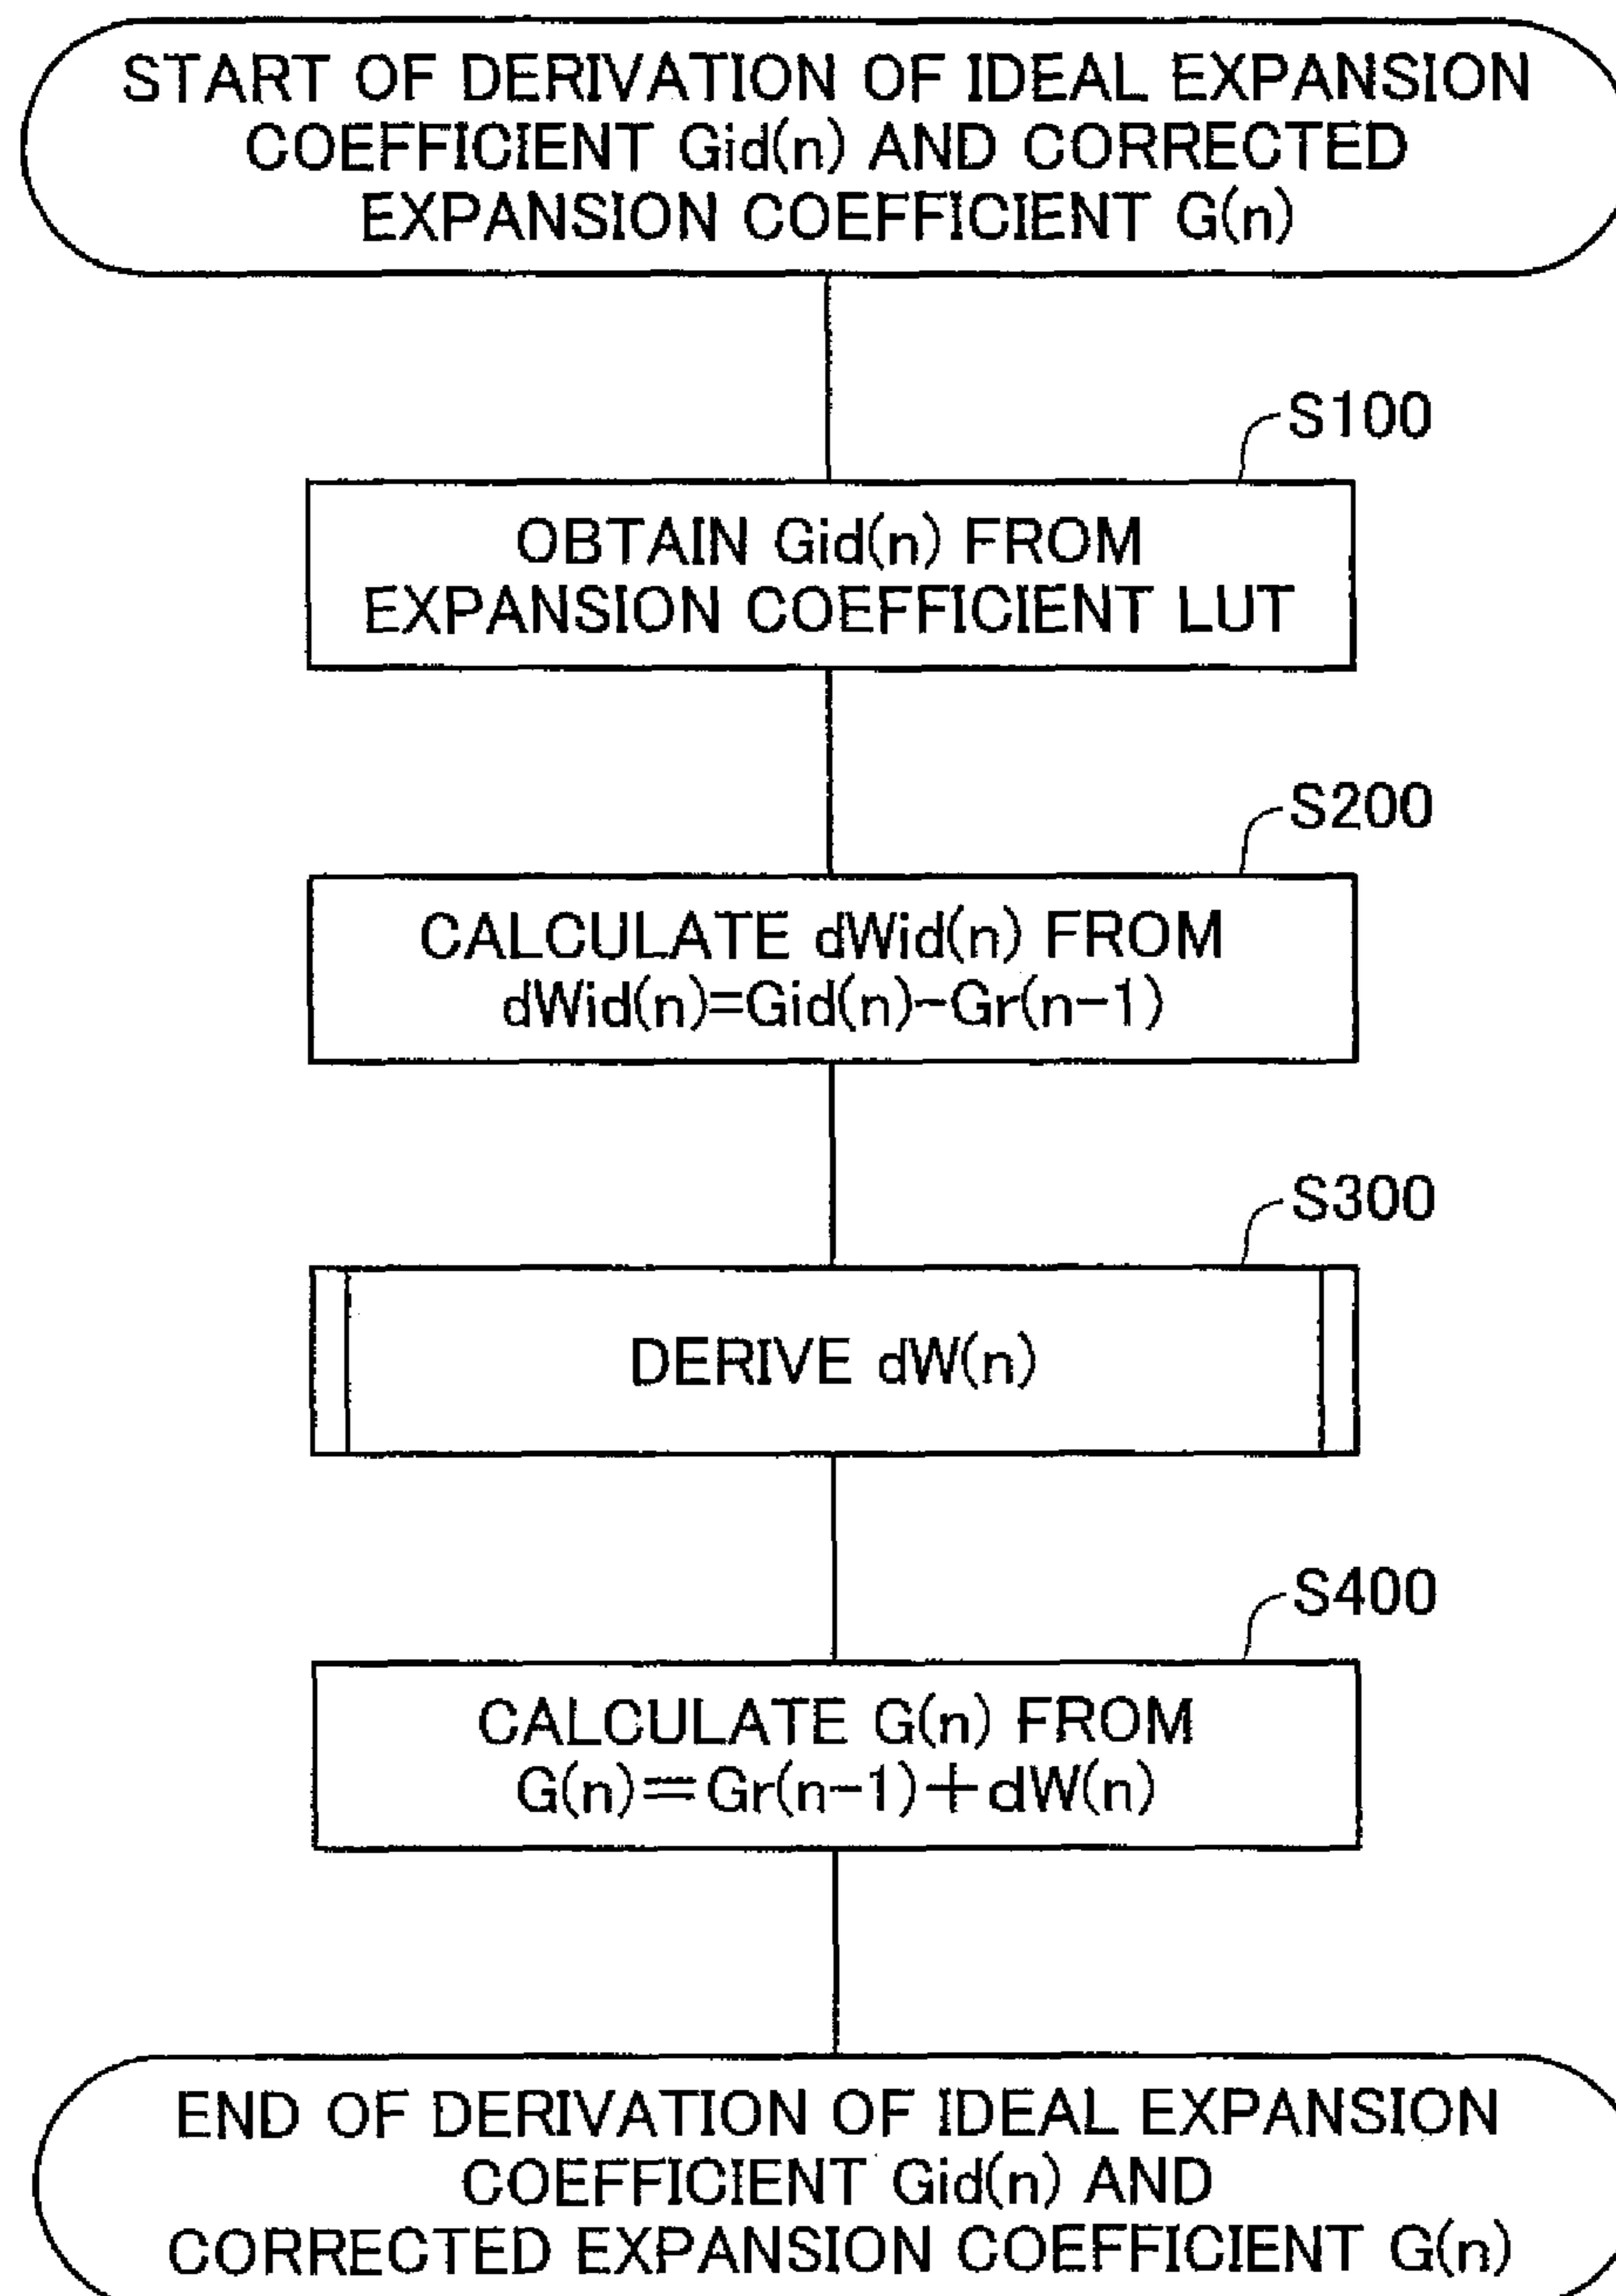 START OF DERIVATION OF IDEAL EXPANSION
COEFFICIENT Gid(n) AND CORRECTED
EXPANSION COEFFICIENT G(n)
S100
OBTAIN Gid(n) FROM
EXPANSION COEFFICIENT LUT
S200
CALCULATE dWid(n) FROM
dWid(n)=Gid(n)-Gr(n-1)
S300
DERIVE dW(n)
S400
CALCULATE G(n) FROM
G(n)=Gr(n-1)+dW(n)
END OF DERIVATION OF IDEAL EXPANSION
COEFFICIENT Gid(n) AND
CORRECTED EXPANSION COEFFICIENT G(n)